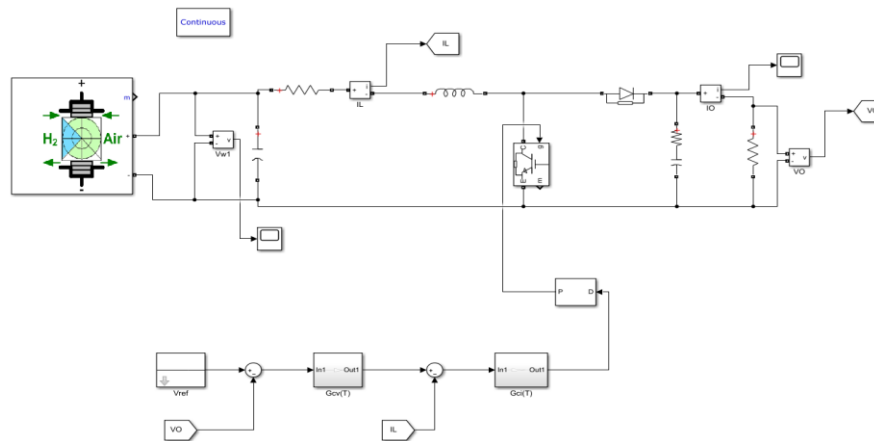 Continuous
IL
+
m
H2
Air
+
-
-
IL
+
-
i
Vw1
+
-
v
g
C
E
m
IO
+
-
i
VO
+
-
v
VO
P
D
Vref
In1
Out1
Gcv(T)
In1
Out1
Gci(T)
VO
IL